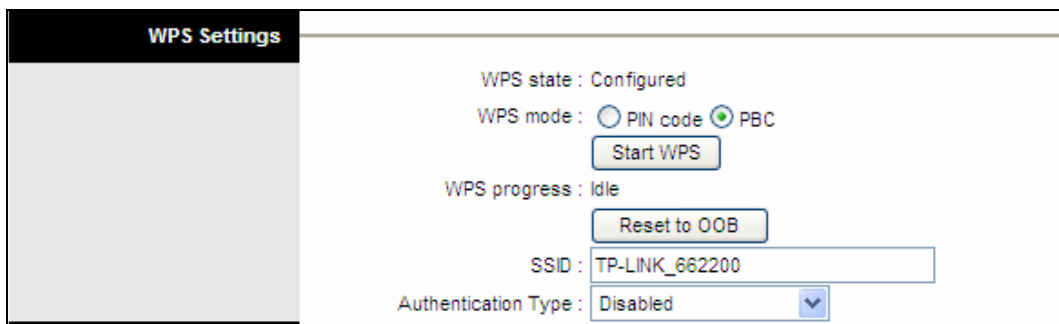 WPS Settings
WPS state : Configured
WPS mode : PIN code PBC
Start WPS
WPS progress : Idle
Reset to OOB
SSID : TP-LINK_662200
Authentication Type : Disabled